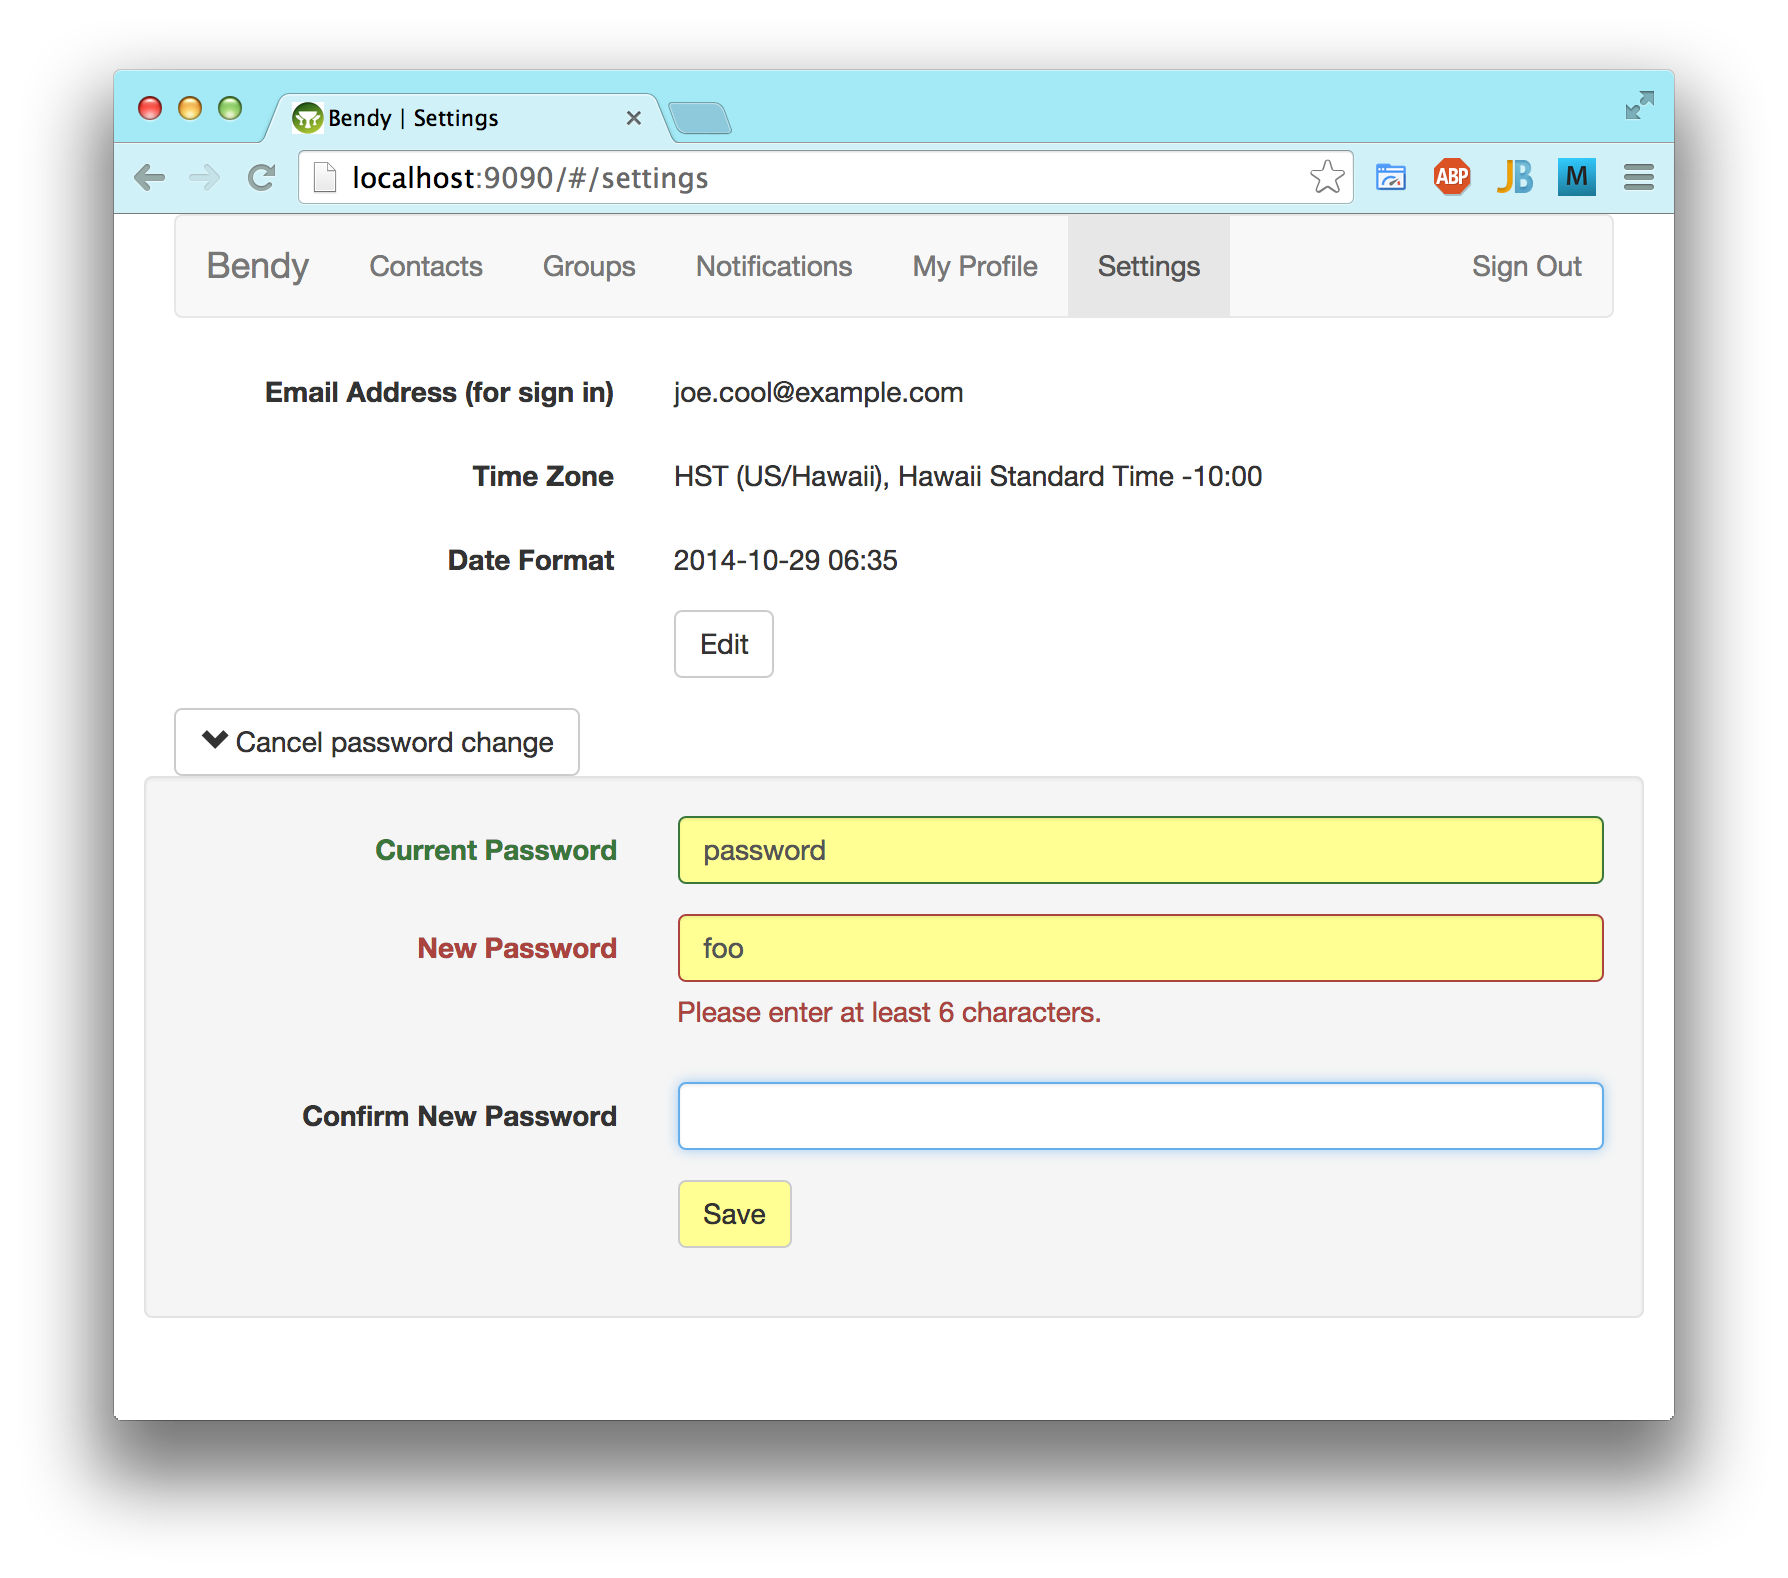 Bendy | Settings
localhost:9090/#/settings
ABP
JB
M
Bendy Contacts Groups Notifications My Profile Settings Sign Out
Email Address (for sign in) joe.cool@example.com
Time Zone HST (US/Hawaii), Hawaii Standard Time -10:00
Date Format 2014-10-29 06:35
Edit
Cancel password change
Current Password password
New Password foo
Please enter at least 6 characters.
Confirm New Password
Save